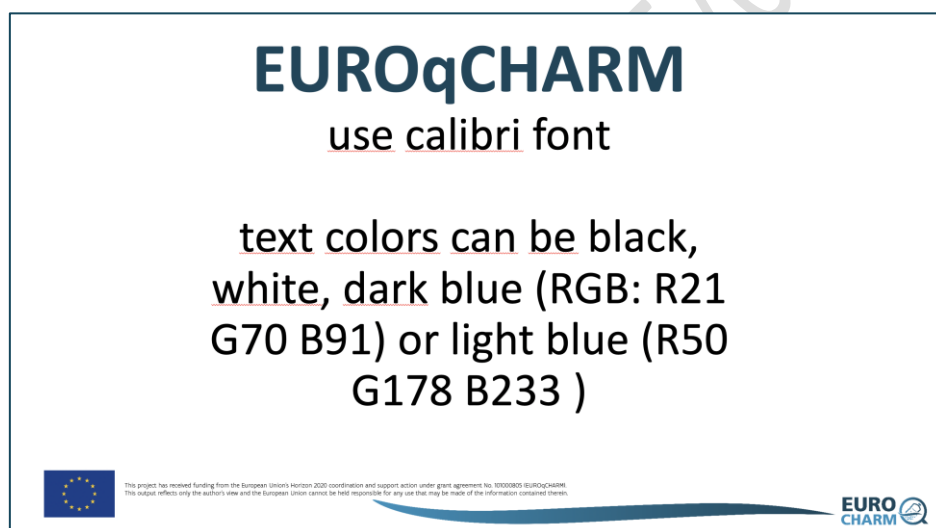 EUROqCHARM
use calibri font
text colors can be black,
white, dark blue (RGB: R21
G70 B91) or light blue (R50
G178 B233 )
This project has received funding from the European Union's Horizon 2020 coordination and support action under grant agreement No. 101000805 (EUROqCHARM).
This output reflects only the author's view and the European Union cannot be held responsible for any use that may be made of the information contained therein.
EURO
CHARM